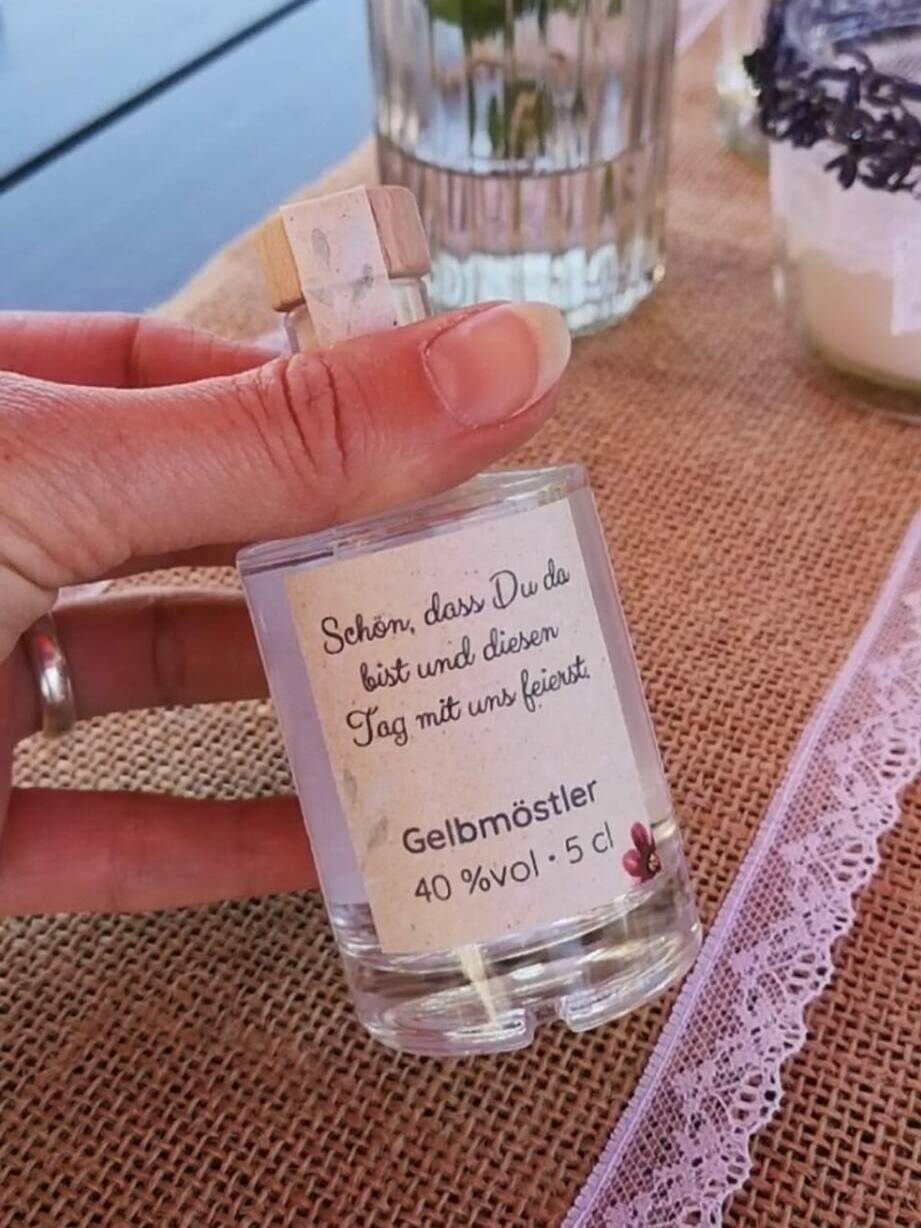 Schön, dass Du da
bist und diesen
Tag mit uns feierst.
Gelbmöstler
40 %vol • 5 cl